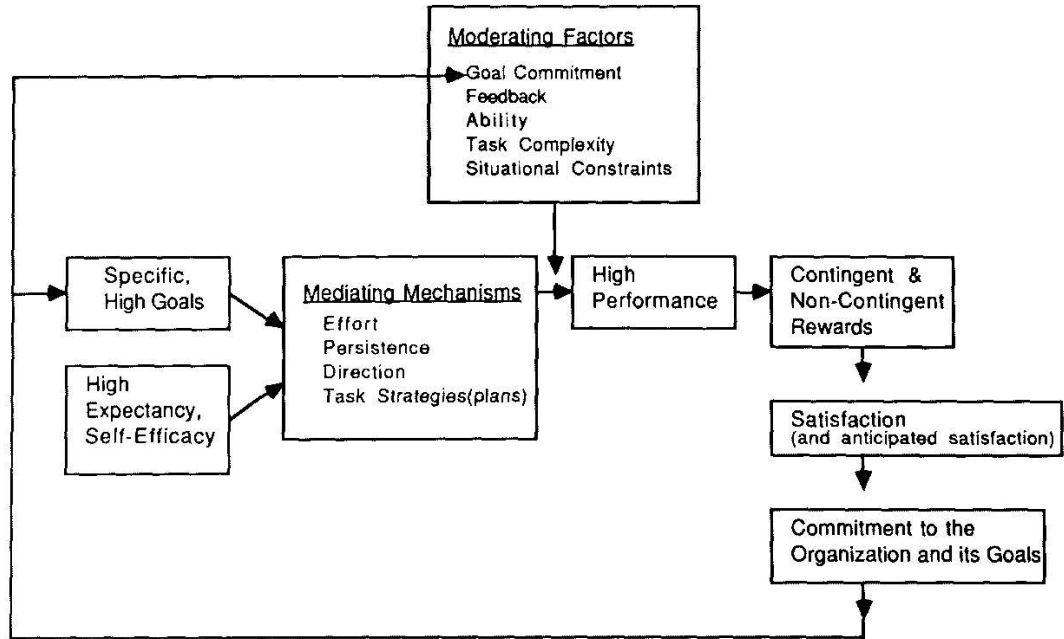 Moderating Factors
Goal Commitment
Feedback
Ability
Task Complexity
Situational Constraints
Specific,
High Goals
High
Expectancy,
Self-Efficacy
Mediating Mechanisms
Effort
Persistence
Direction
Task Strategies(plans)
High
Performance
Contingent &
Non-Contingent
Rewards
Satisfaction
(and anticipated satisfaction)
Commitment to the
Organization and its Goals